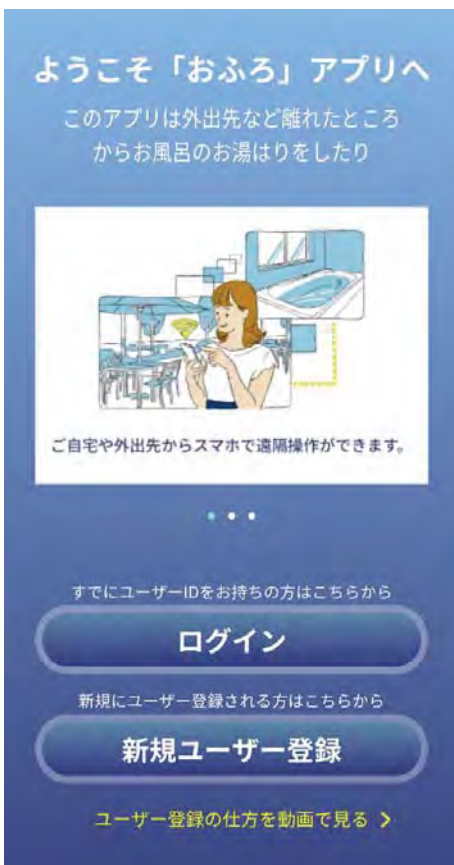 ようこそ「おふろ」アプリへ
このアプリは外出先など離れたところ
からお風呂のお湯はりをしたり
ご自宅や外出先からスマホで遠隔操作ができます。
すでにユーザーIDをお持ちの方はこちらから
ログイン
新規にユーザー登録される方はこちらから
新規ユーザー登録
ユーザー登録の仕方を動画で見る >